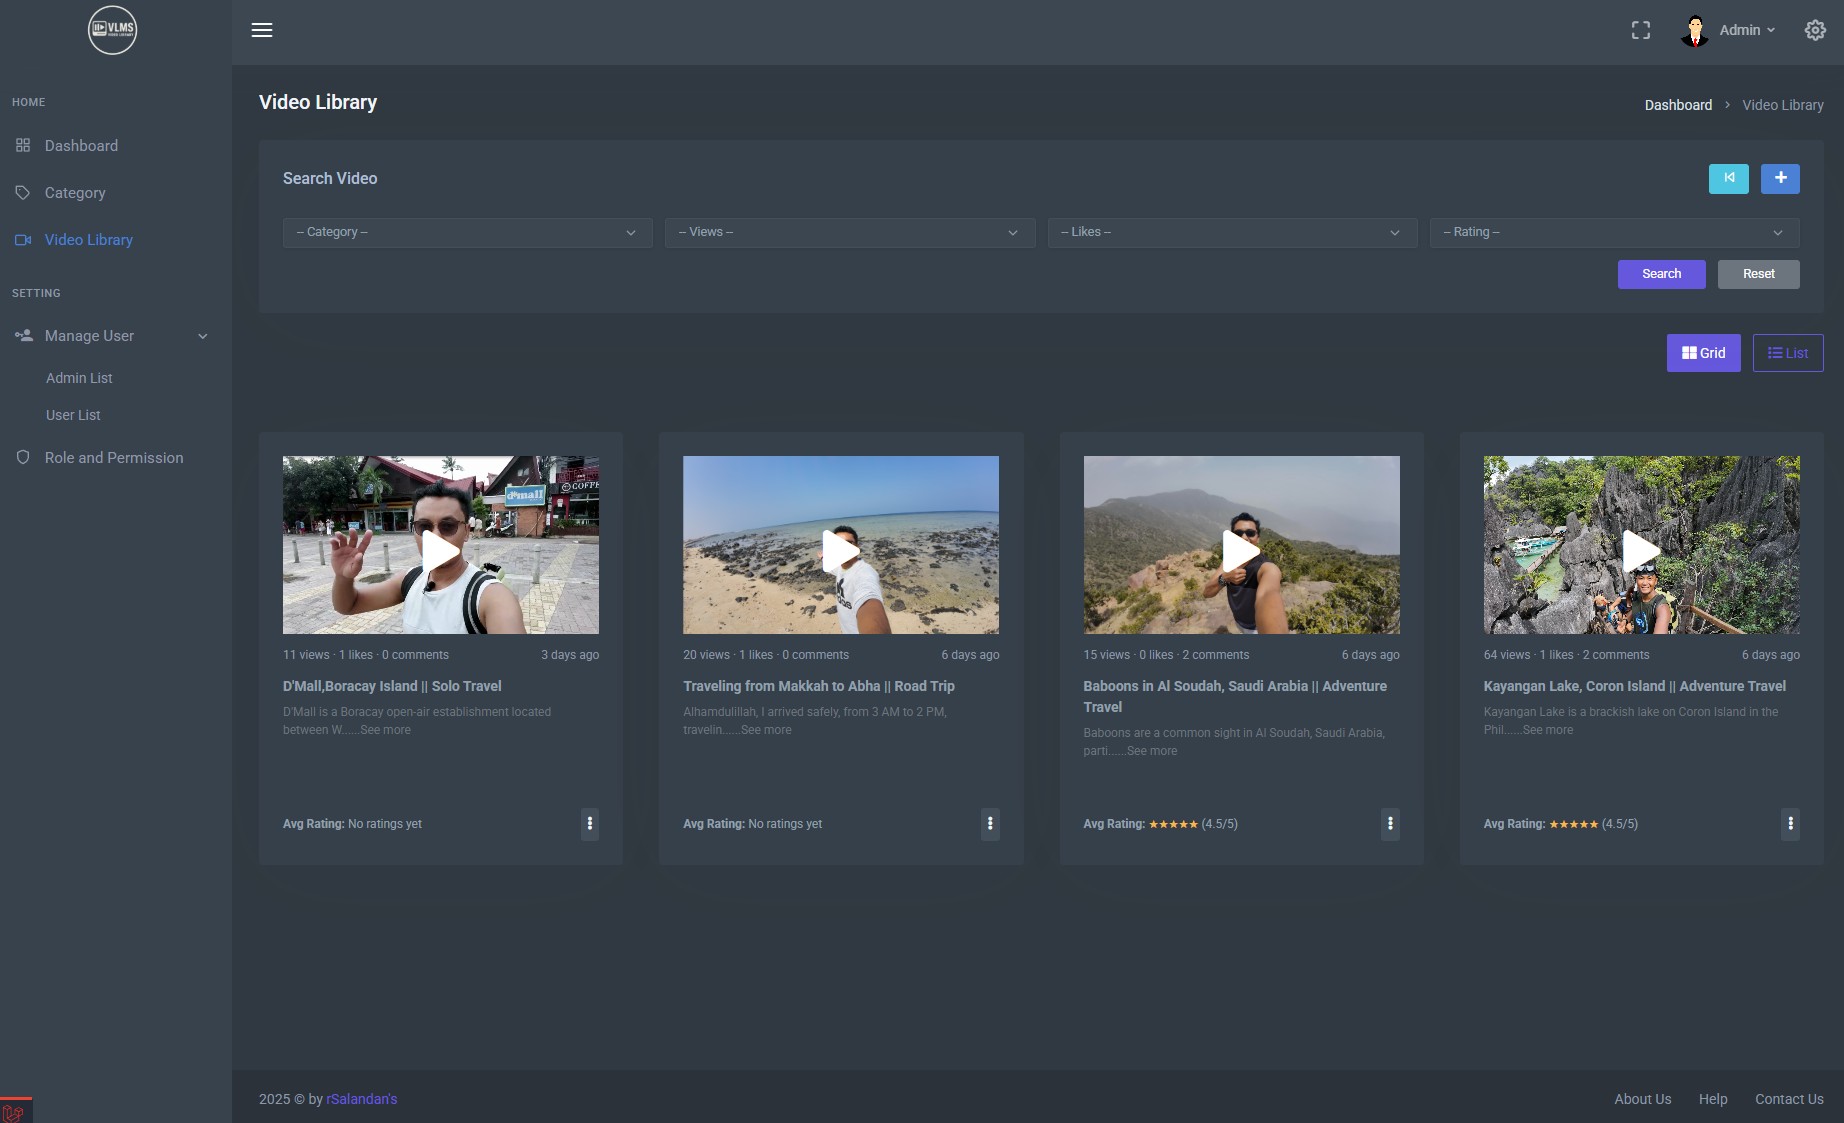 VLMS
VIDEO LIBRARY
Admin
HOME
Dashboard
Category
Video Library
SETTING
Manage User
Admin List
User List
Role and Permission
Video Library
Dashboard > Video Library
Search Video
-- Category --
-- Views --
-- Likes --
-- Rating --
Search
Reset
Grid
List
d*mall
COFFE
11 views · 1 likes · 0 comments
3 days ago
D'Mall,Boracay Island || Solo Travel
D'Mall is a Boracay open-air establishment located
between W......See more
Avg Rating: No ratings yet
20 views · 1 likes · 0 comments
6 days ago
Traveling from Makkah to Abha || Road Trip
Alhamdulillah, I arrived safely, from 3 AM to 2 PM,
travelin......See more
Avg Rating: No ratings yet
15 views · 0 likes · 2 comments
6 days ago
Baboons in Al Soudah, Saudi Arabia || Adventure
Travel
Baboons are a common sight in Al Soudah, Saudi Arabia,
parti......See more
Avg Rating: ★★★★★ (4.5/5)
64 views · 1 likes · 2 comments
6 days ago
Kayangan Lake, Coron Island || Adventure Travel
Kayangan Lake is a brackish lake on Coron Island in the
Phil......See more
Avg Rating: ★★★★★ (4.5/5)
2025 © by rSalandan's
About Us
Help
Contact Us